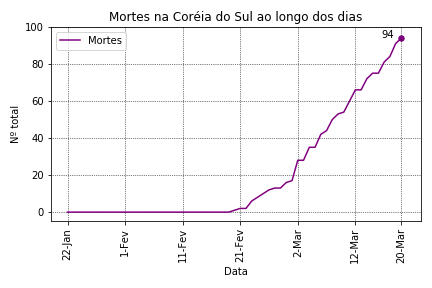 Mortes na Coréia do Sul ao longo dos dias
Mortes
94
100
80
60
40
20
0
Nº total
22-Jan
1-Fev
11-Fev
21-Fev
2-Mar
12-Mar
20-Mar
Data